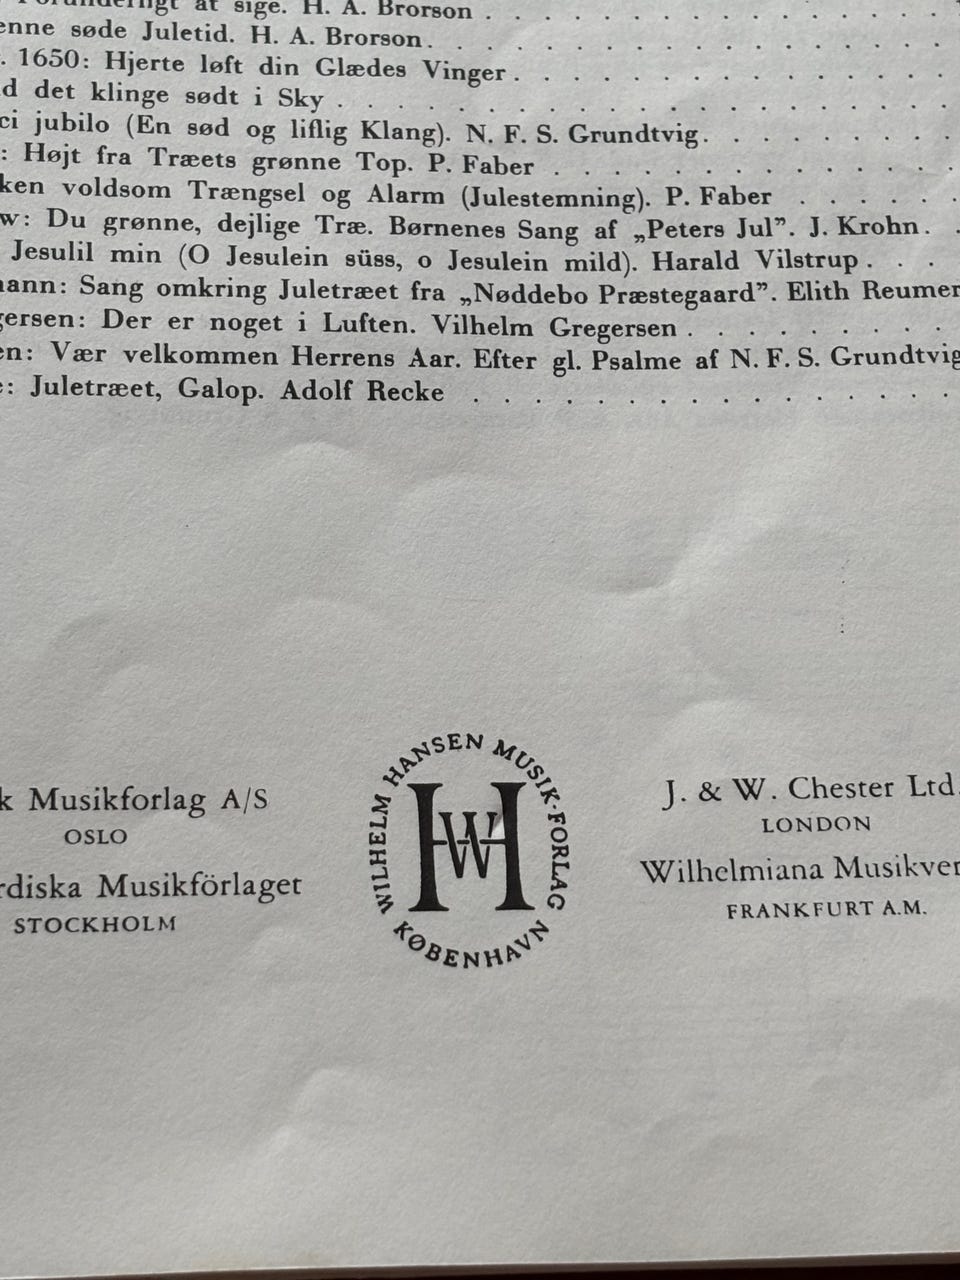 at sige. H. A. Brorson . . . . . . . . . . . . . . .
enne søde Juletid. H. A. Brorson. . . . . . . . . . . . . . . . .
. 1650: Hjerte løft din Glædes Vinger. . . . . . . . . . . . . .
d det klinge sødt i Sky . . . . . . . . . . . . . . . . . . .
ci jubilo (En sød og liflig Klang). N. F. S. Grundtvig. . . . . . . . .
: Højt fra Træets grønne Top. P. Faber . . . . . . . . . . . . .
ken voldsom Trængsel og Alarm (Julestemning). P. Faber . . . . . .
w: Du grønne, dejlige Træ. Børnenes Sang af „Peters Jul”. J. Krohn. .
Jesulil min (O Jesulein süss, o Jesulein mild). Harald Vilstrup . . .
ann: Sang omkring Juletræet fra „Nøddebo Præstegaard”. Elith Reumer
gersen: Der er noget i Luften. Vilhelm Gregersen . . . . . . . . .
en: Vær velkommen Herrens Aar. Efter gl. Psalme af N. F. S. Grundtvig
: Juletræet, Galop. Adolf Recke . . . . . . . . . . . . . . . .
k Musikforlag A/S
OSLO
rdiska Musikförlaget
STOCKHOLM
WILHELM HANSEN MUSIK-FORLAG
WH
KØBENHAVN
J. & W. Chester Ltd.
LONDON
Wilhelmiana Musikver
FRANKFURT A.M.